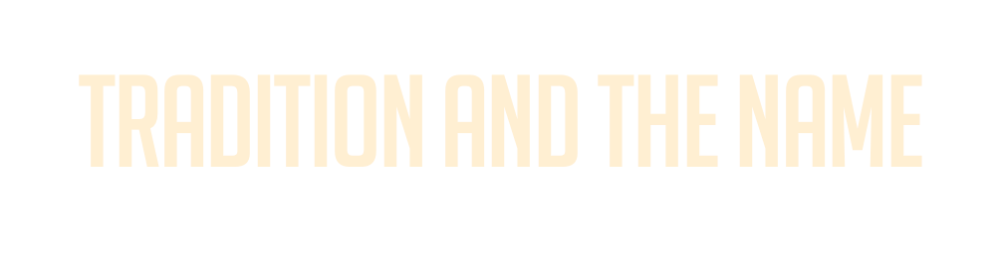 TRADITION AND THE NAME